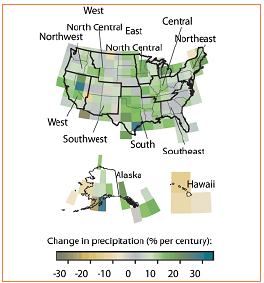 West
North Central
East
North Central
Central
Northwest
Northeast
West
Southwest
South
Southeast
Alaska
Hawaii
Change in precipitation (% per century):
-30 -20 -10 0 10 20 30